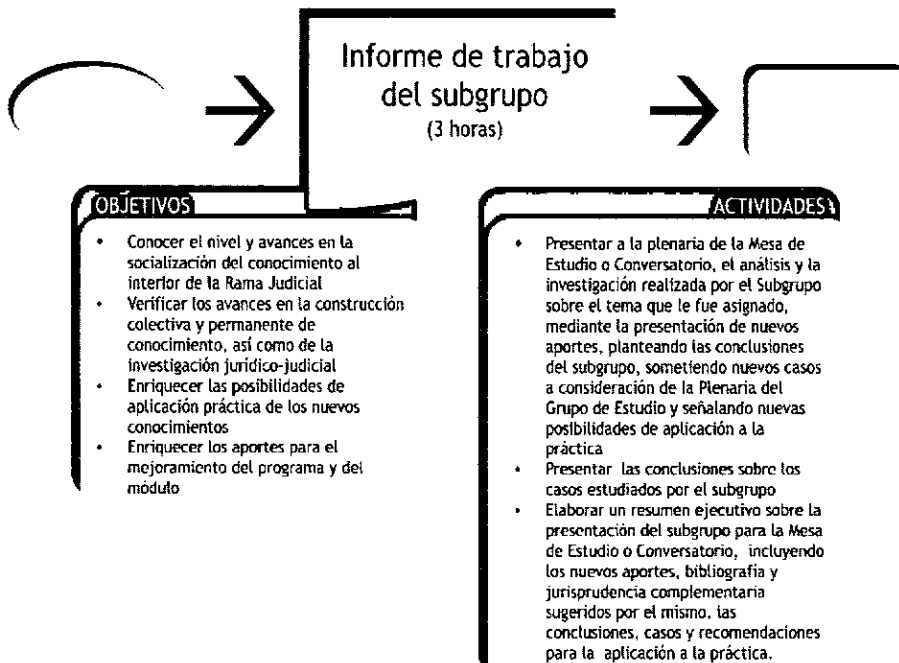 Informe de trabajo
del subgrupo
(3 horas)
OBJETIVOS
• Conocer el nivel y avances en la
socialización del conocimiento al
interior de la Rama Judicial
• Verificar los avances en la construcción
colectiva y permanente de
conocimiento, así como de la
investigación jurídico-judicial
• Enriquecer las posibilidades de
aplicación práctica de los nuevos
conocimientos
• Enriquecer los aportes para el
mejoramiento del programa y del
módulo
ACTIVIDADES
• Presentar a la plenaria de la Mesa de
Estudio o Conversatorio, el análisis y la
investigación realizada por el Subgrupo
sobre el tema que le fue asignado,
mediante la presentación de nuevos
aportes, planteando las conclusiones
del subgrupo, sometiendo nuevos casos
a consideración de la Plenaria del
Grupo de Estudio y señalando nuevas
posibilidades de aplicación a la
práctica
• Presentar las conclusiones sobre los
casos estudiados por el subgrupo
• Elaborar un resumen ejecutivo sobre la
presentación del subgrupo para la Mesa
de Estudio o Conversatorio, incluyendo
los nuevos aportes, bibliografía y
jurisprudencia complementaria
sugeridos por el mismo, las
conclusiones, casos y recomendaciones
para la aplicación a la práctica.